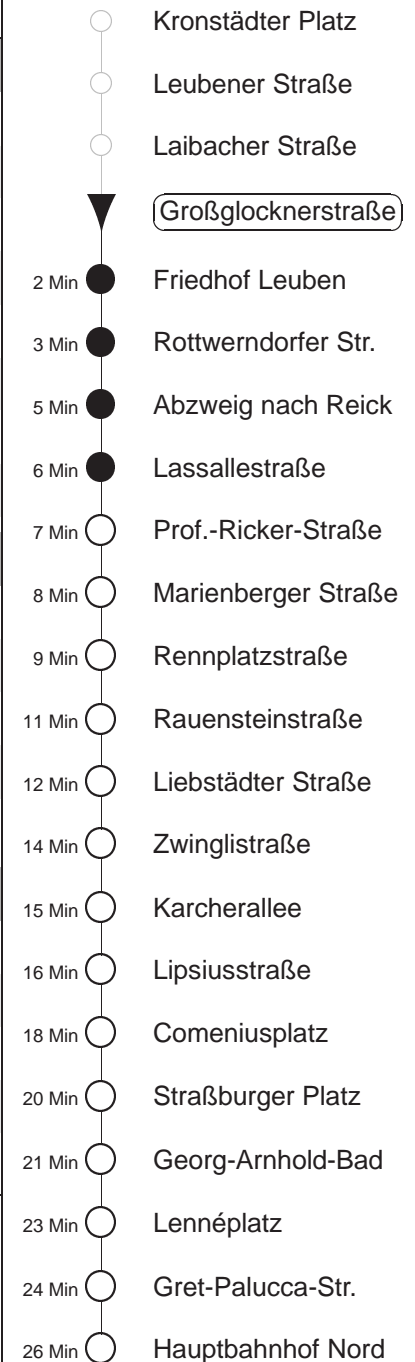 Kronstädter Platz
Leubener Straße
Laibacher Straße
Großglocknerstraße
2 Min Friedhof Leuben
3 Min Rottwerndorfer Str.
5 Min Abzweig nach Reick
6 Min Lassallestraße
7 Min Prof.-Ricker-Straße
8 Min Marienberger Straße
9 Min Rennplatzstraße
11 Min Rauensteinstraße
12 Min Liebstädter Straße
14 Min Zwinglistraße
15 Min Karcherallee
16 Min Lipsiusstraße
18 Min Comeniusplatz
20 Min Straßburger Platz
21 Min Georg-Arnhold-Bad
23 Min Lennéplatz
24 Min Gret-Palucca-Str.
26 Min Hauptbahnhof Nord